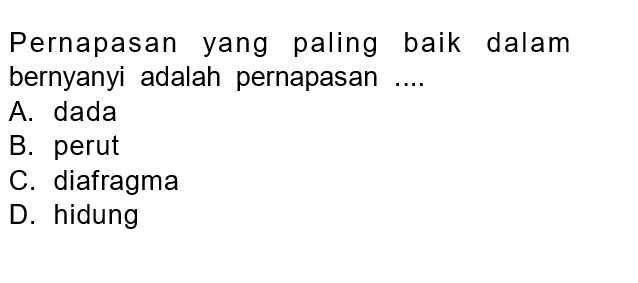 Pernapasan yang paling baik dalam
bernyanyi adalah pernapasan ....
A. dada
B. perut
C. diafragma
D. hidung